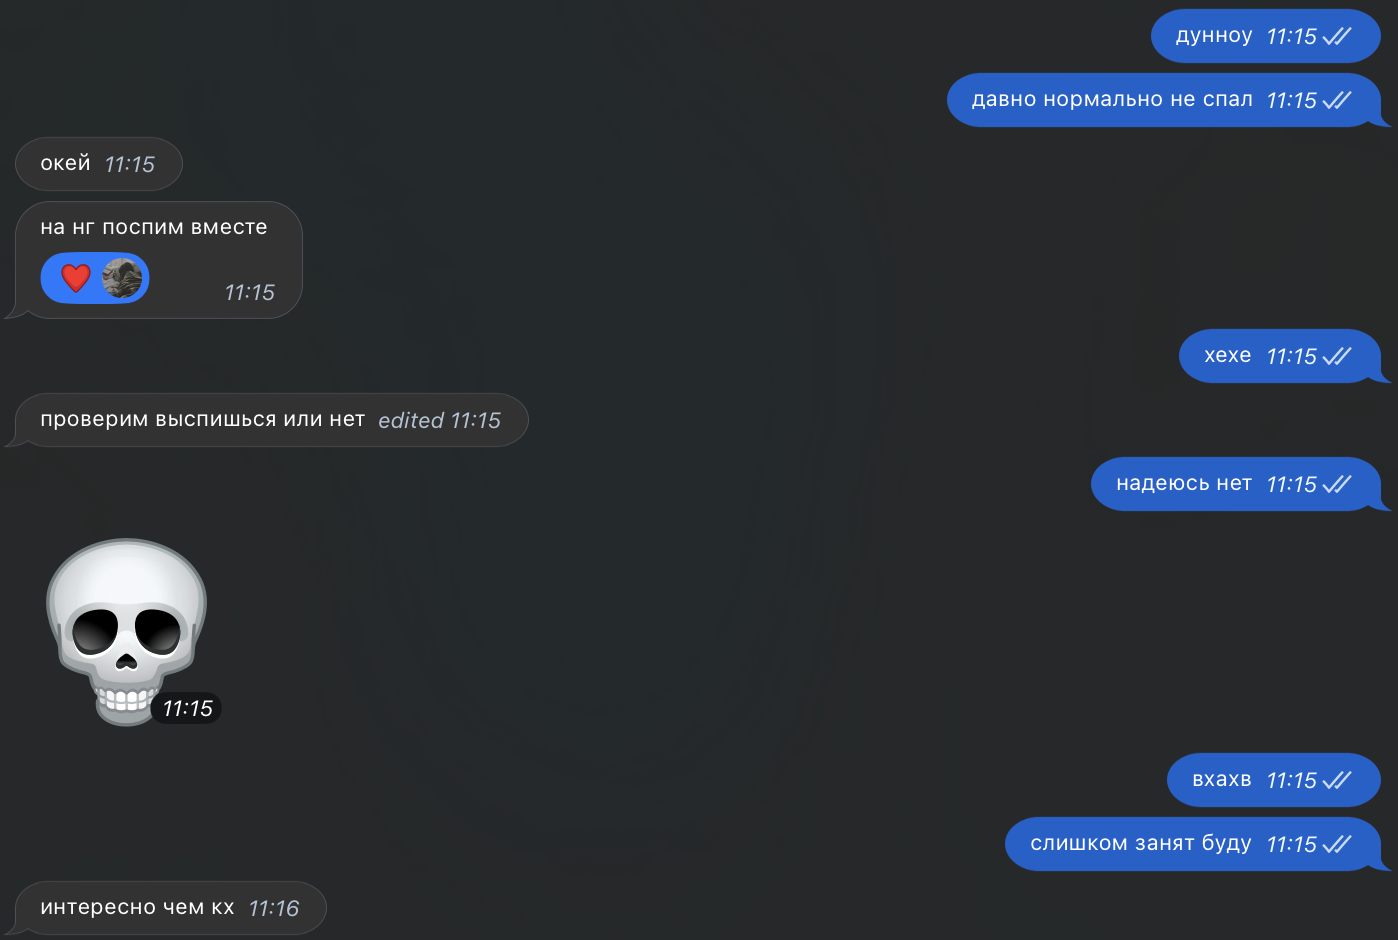 дунноу 11:15
давно нормально не спал 11:15
окей 11:15
на нг поспим вместе
11:15
хехе 11:15
проверим выспишься или нет edited 11:15
надеюсь нет 11:15
11:15
вхахв 11:15
слишком занят буду 11:15
интересно чем кх 11:16